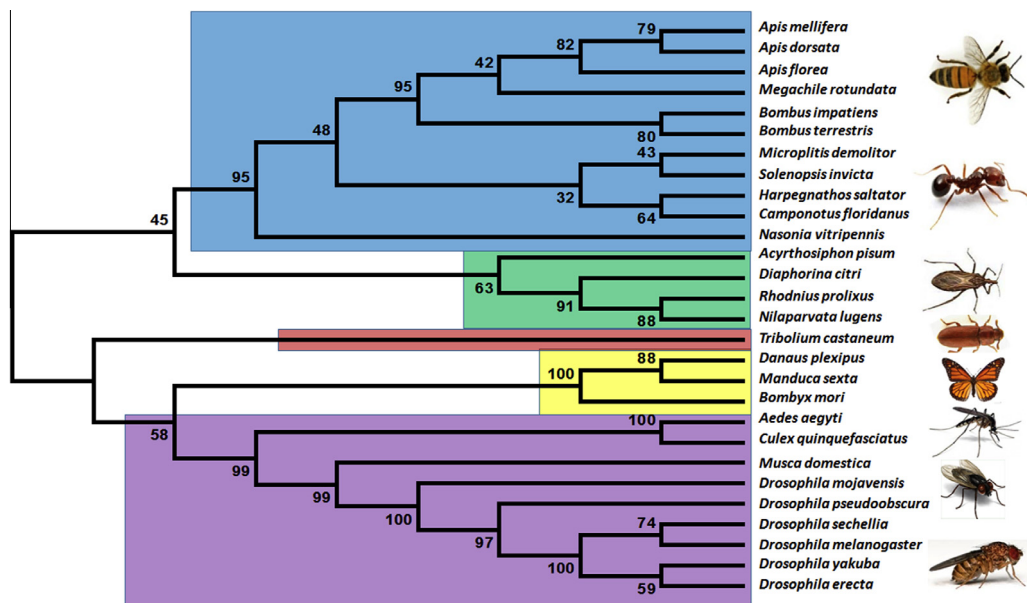 79
Apis mellifera
82
Apis dorsata
42
Apis florea
95
Megachile rotundata
Bombus impatiens
48
80
Bombus terrestris
43
Microplitis demolitor
95
Solenopsis invicta
32
Harpegnathos saltator
45
64
Camponotus floridanus
Nasonia vitripennis
Acyrthosiphon pisum
63
Diaphorina citri
91
Rhodnius prolixus
88
Nilaparvata lugens
Tribolium castaneum
88
Danaus plexipus
100
Manduca sexta
Bombyx mori
58
100
Aedes aegyti
99
Culex quinquefasciatus
99
Musca domestica
100
Drosophila mojavensis
97
Drosophila pseudoobscura
74
Drosophila sechellia
100
Drosophila melanogaster
Drosophila yakuba
59
Drosophila erecta